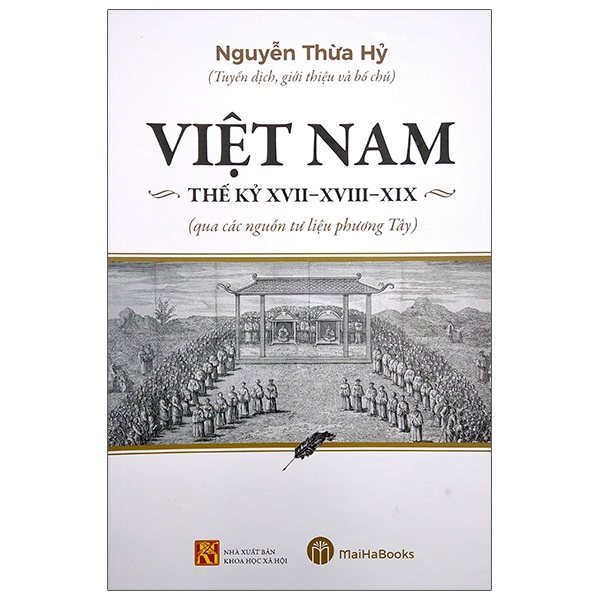 Nguyễn Thừa Hỷ
(Tuyển dịch, giới thiệu và bổ chú)
VIỆT NAM
THẾ KỶ XVII–XVIII–XIX
(qua các nguồn tư liệu phương Tây)
NHÀ XUẤT BẢN
KHOA HỌC XÃ HỘI
MaiHaBooks